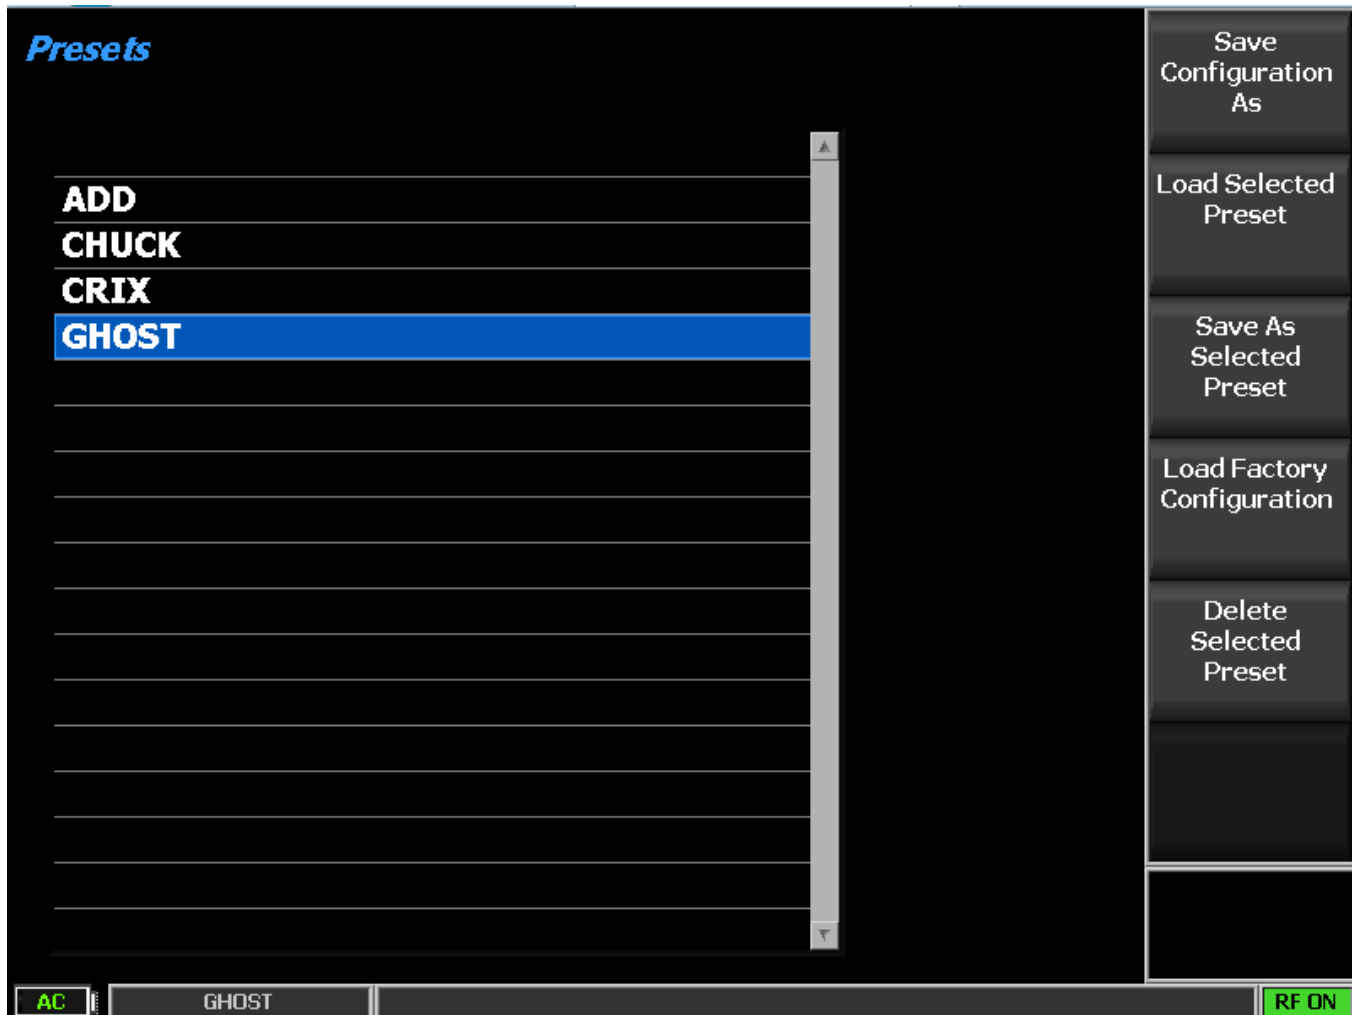 Presets
ADD
CHUCK
CRIX
GHOST
Save
Configuration
As
Load Selected
Preset
Save As
Selected
Preset
Load Factory
Configuration
Delete
Selected
Preset
AC
GHOST
RF ON